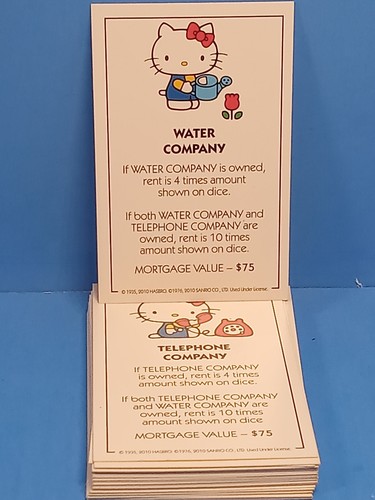 WATER
COMPANY
If WATER COMPANY is owned,
rent is 4 times amount
shown on dice.
If both WATER COMPANY and
TELEPHONE COMPANY are
owned, rent is 10 times
amount shown on dice.
MORTGAGE VALUE – $75
© 1935, 2010 HASBRO. ©1976, 2010 SANRIO CO., LTD. Used Under License.
TELEPHONE
COMPANY
If TELEPHONE COMPANY
is owned, rent is 4 times
amount shown on dice.
If both TELEPHONE COMPANY
and WATER COMPANY are
owned, rent is 10 times
amount shown on dice
MORTGAGE VALUE – $75
© 1935, 2010 HASBRO. ©1976, 2010 SANRIO CO., LTD. Used Under License.